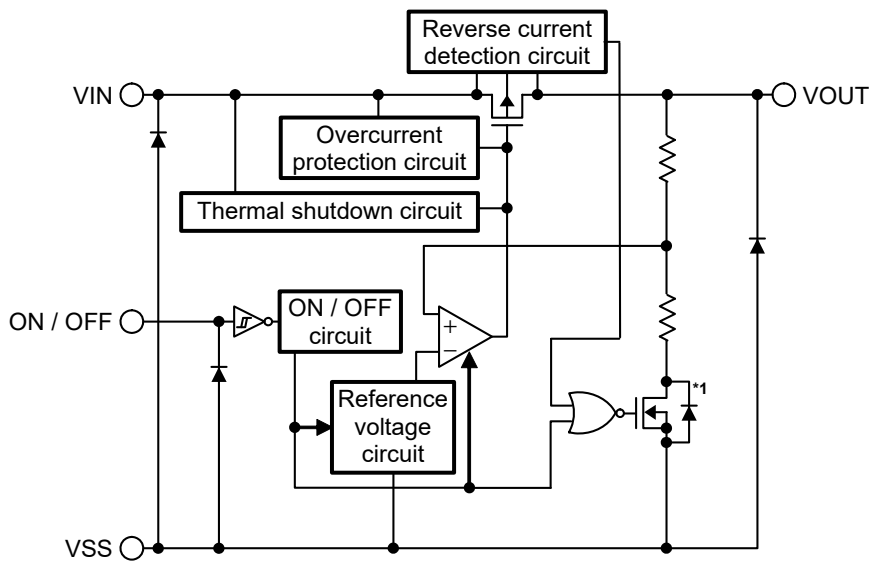 Reverse current
detection circuit
VIN
VOUT
Overcurrent
protection circuit
Thermal shutdown circuit
ON / OFF
ON / OFF
circuit
+
−
*1
Reference
voltage
circuit
VSS